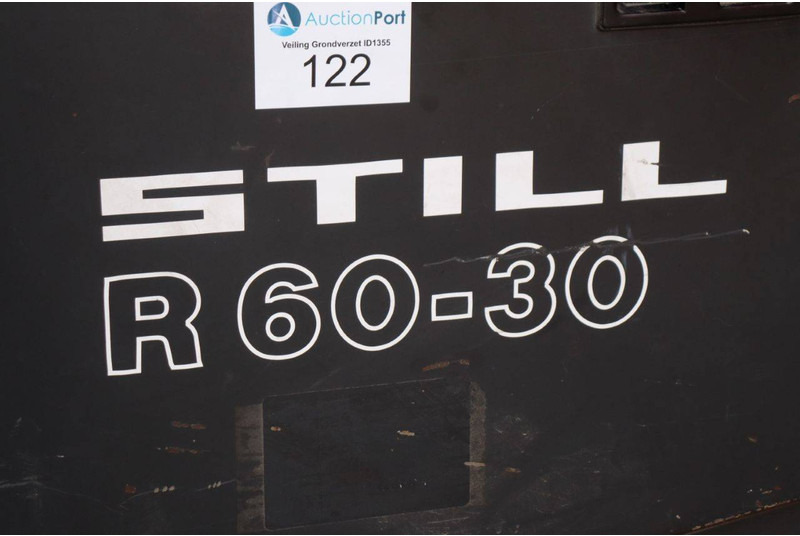 AuctionPort
Veiling Grondverzet ID1355
122
STILL
R 60-30